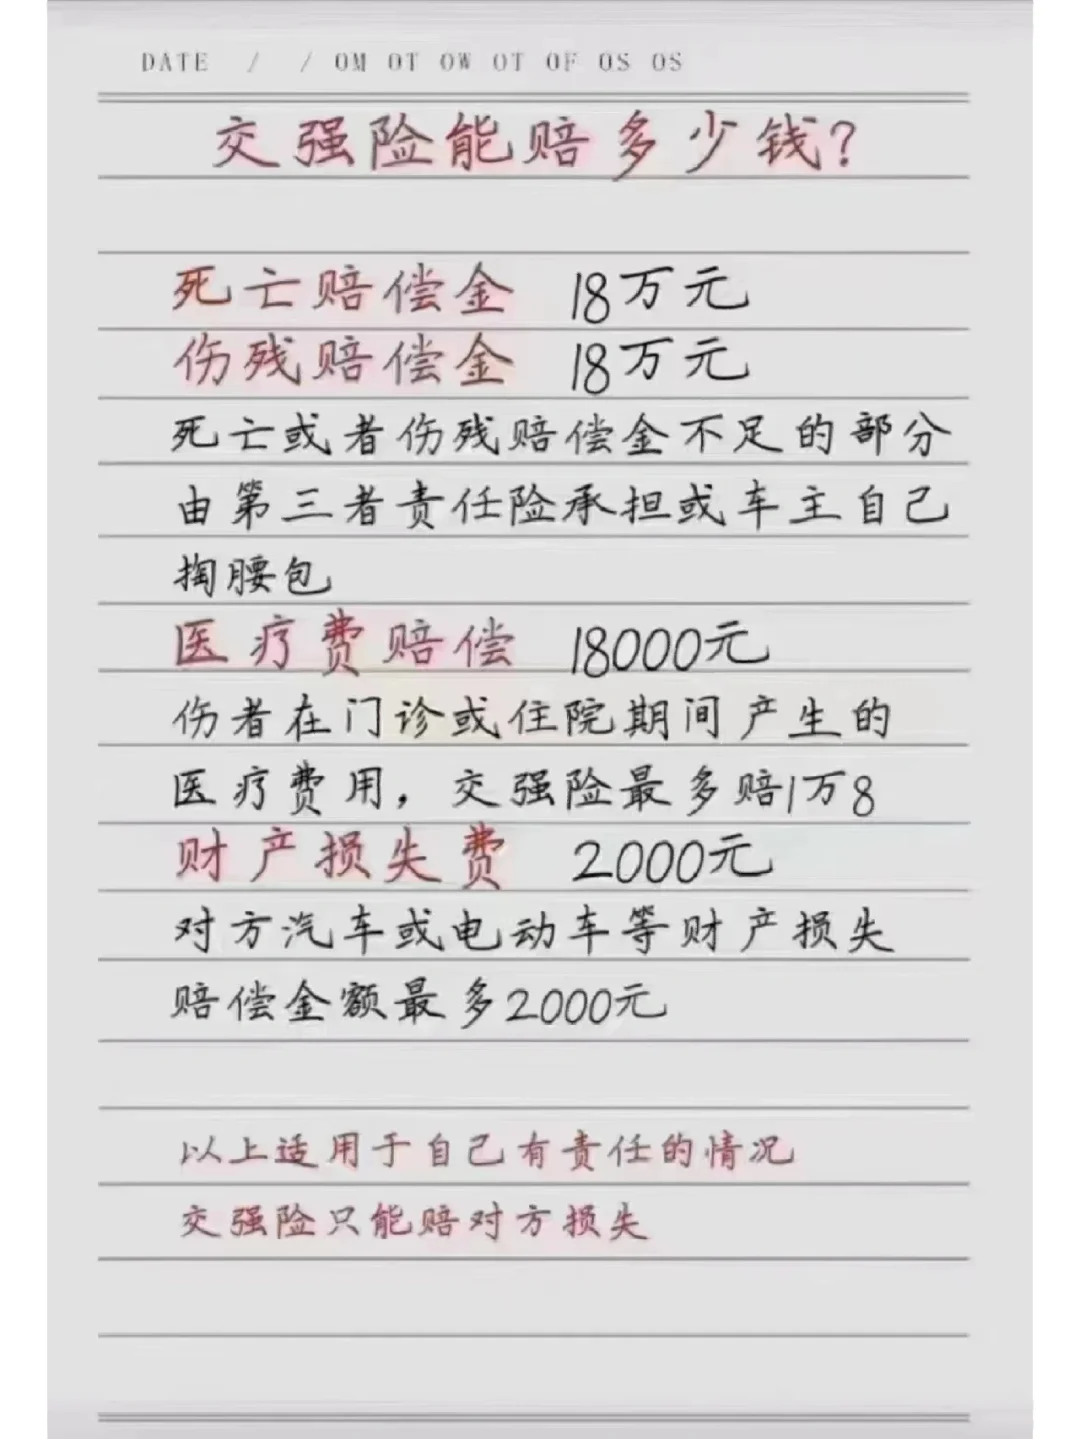 DATE / / OM OT OW OT OF OS OS
交强险能赔多少钱?
死亡赔偿金 18万元
伤残赔偿金 18万元
死亡或者伤残赔偿金不足的部分
由第三者责任险承担或车主自己
掏腰包
医疗费赔偿 18000元
伤者在门诊或住院期间产生的
医疗费用，交强险最多赔1万8
财产损失费 2000元
对方汽车或电动车等财产损失
赔偿金额最多2000元
以上适用于自己有责任的情况
交强险只能赔对方损失